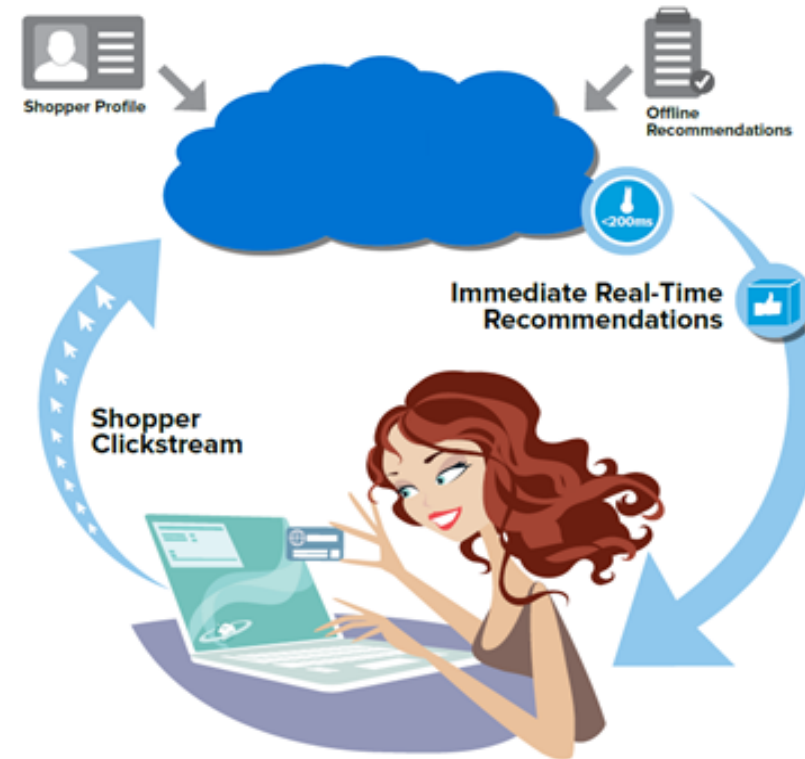 Shopper Profile
Offline
Recommendations
<200ms
Immediate Real-Time
Recommendations
Shopper
Clickstream